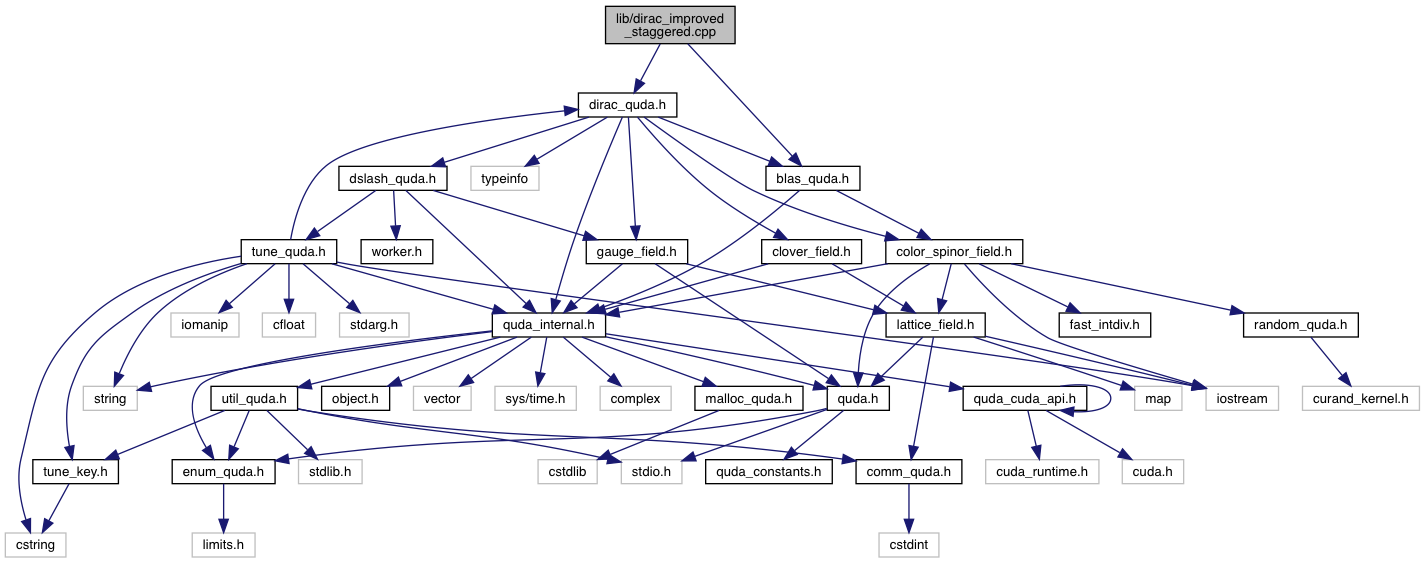 lib/dirac_improved
_staggered.cpp
dirac_quda.h
dslash_quda.h
typeinfo
blas_quda.h
tune_quda.h
worker.h
gauge_field.h
clover_field.h
color_spinor_field.h
iomanip
cfloat
stdarg.h
quda_internal.h
lattice_field.h
fast_intdiv.h
random_quda.h
string
util_quda.h
object.h
vector
sys/time.h
complex
malloc_quda.h
quda.h
quda_cuda_api.h
map
iostream
curand_kernel.h
tune_key.h
enum_quda.h
stdlib.h
cstdlib
stdio.h
quda_constants.h
comm_quda.h
cuda_runtime.h
cuda.h
cstring
limits.h
cstdint